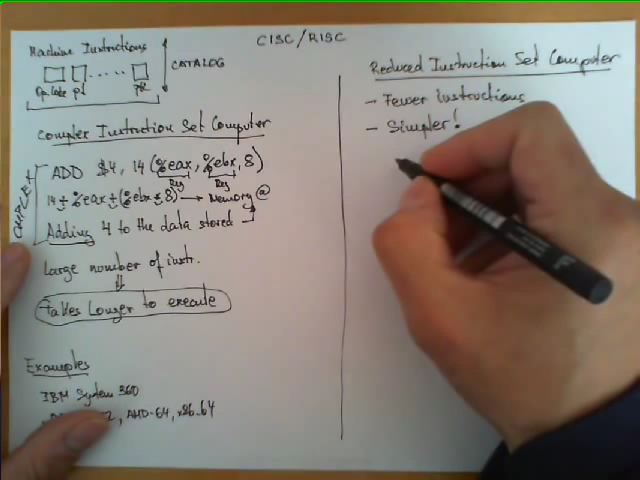 CISC/RISC
Machine Instructions
CATALOG
Op.code p1 ...... pk
Complex Instruction Set Computer
COMPLEX
ADD $4, 14 (%eax, %ebx, 8)
Reg Reg
14 + %eax + (%ebx * 8) → Memory @
Adding 4 to the data stored
Large number of instr.
⇓
Takes Longer to execute
Examples
IBM System 360
, AMD-64, x86-64
Reduced Instruction Set Computer
- Fewer instructions
- Simpler!